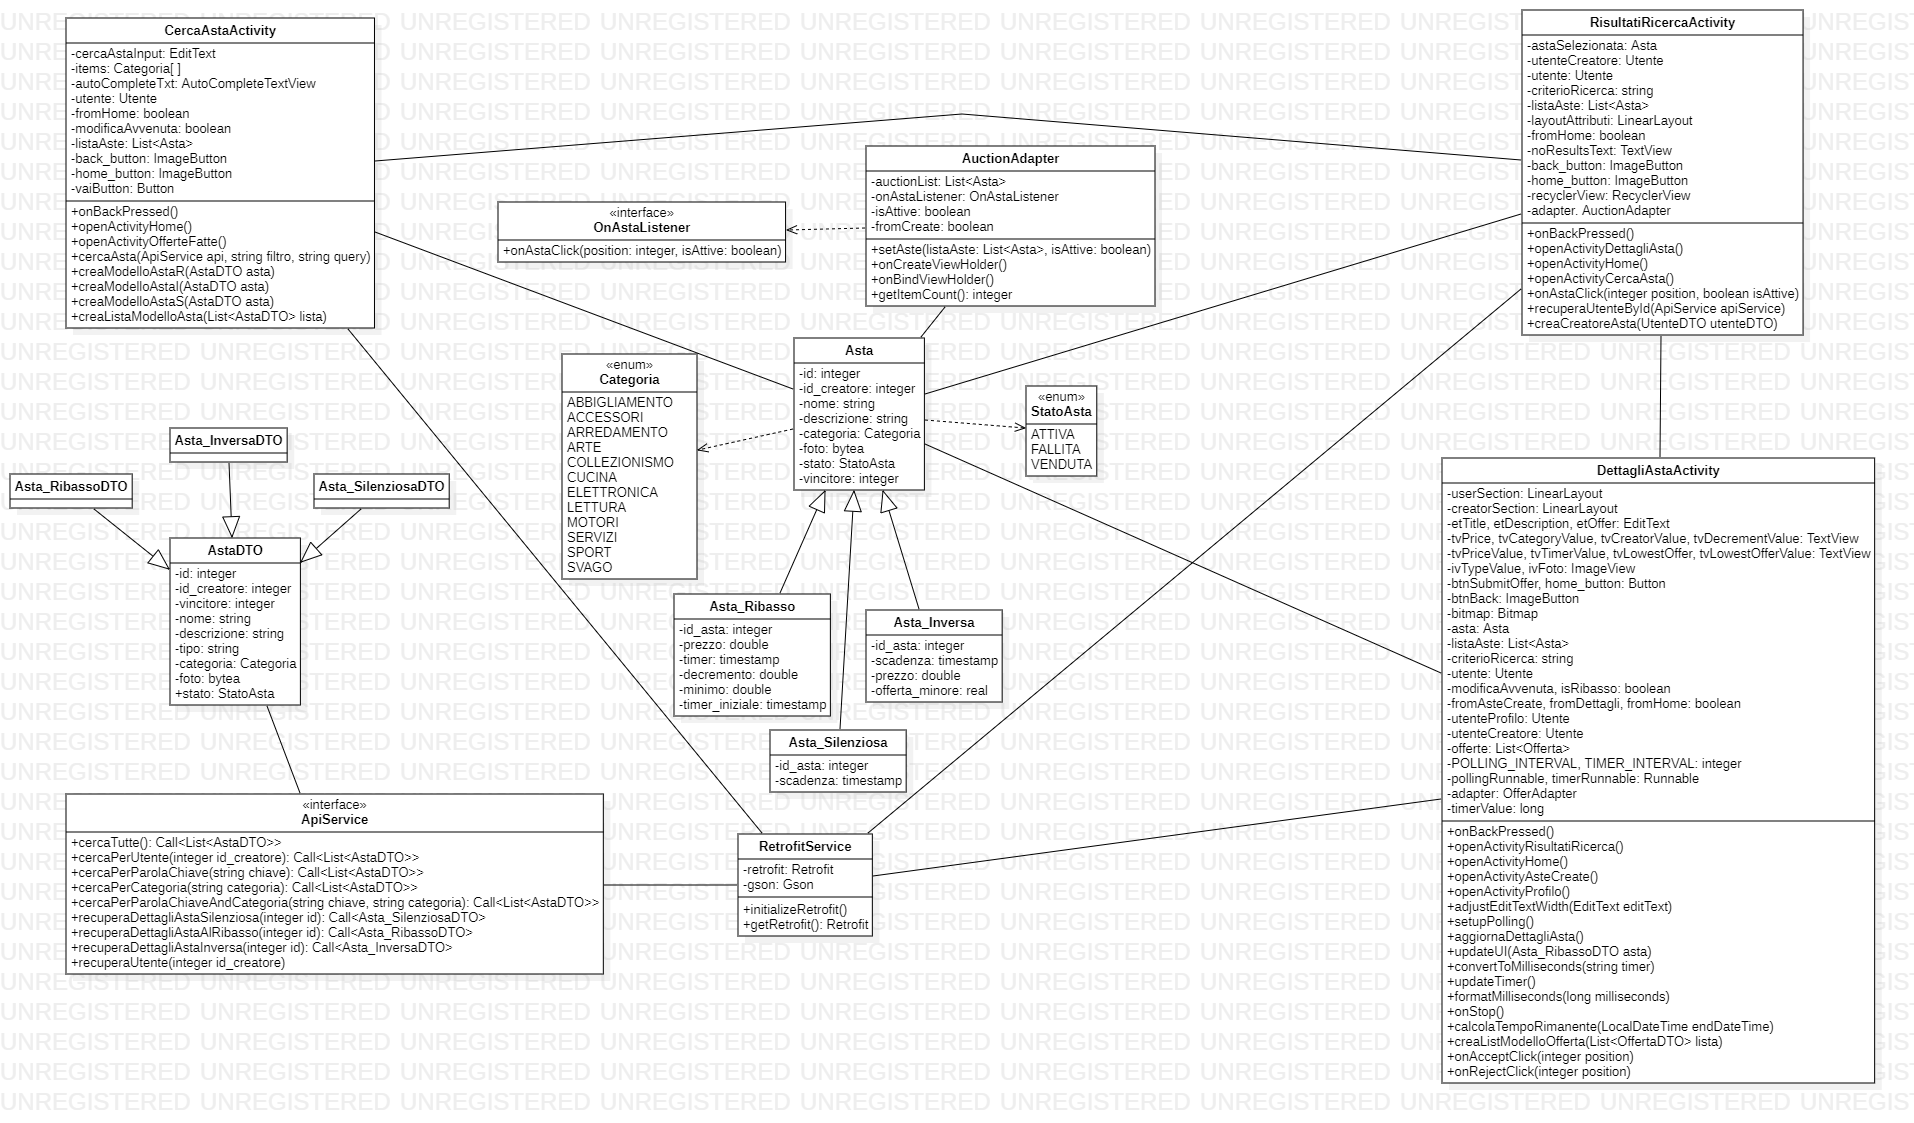 CercaAstaActivity
-cercaAstaInput: EditText
-items: Categoria[ ]
-autoCompleteTxt: AutoCompleteTextView
-utente: Utente
-fromHome: boolean
-modificaAvvenuta: boolean
-listaAste: List<Asta>
-back_button: ImageButton
-home_button: ImageButton
-vaiButton: Button
+onBackPressed()
+openActivityHome()
+openActivityOfferteFatte()
+cercaAsta(ApiService api, string filtro, string query)
+creaModelloAstaR(AstaDTO asta)
+creaModelloAstaI(AstaDTO asta)
+creaModelloAstaS(AstaDTO asta)
+creaListaModelloAsta(List<AstaDTO> lista)
«interface»
OnAstaListener
+onAstaClick(position: integer, isAttive: boolean)
AuctionAdapter
-auctionList: List<Asta>
-onAstaListener: OnAstaListener
-isAttive: boolean
-fromCreate: boolean
+setAste(listaAste: List<Asta>, isAttive: boolean)
+onCreateViewHolder()
+onBindViewHolder()
+getItemCount(): integer
RisultatiRicercaActivity
-astaSelezionata: Asta
-utenteCreatore: Utente
-utente: Utente
-criterioRicerca: string
-listaAste: List<Asta>
-layoutAttributi: LinearLayout
-fromHome: boolean
-noResultsText: TextView
-back_button: ImageButton
-home_button: ImageButton
-recyclerView: RecyclerView
-adapter. AuctionAdapter
+onBackPressed()
+openActivityDettagliAsta()
+openActivityHome()
+openActivityCercaAsta()
+onAstaClick(integer position, boolean isAttive)
+recuperaUtenteById(ApiService apiService)
+creaCreatoreAsta(UtenteDTO utenteDTO)
«enum»
Categoria
ABBIGLIAMENTO
ACCESSORI
ARREDAMENTO
ARTE
COLLEZIONISMO
CUCINA
ELETTRONICA
LETTURA
MOTORI
SERVIZI
SPORT
SVAGO
Asta
-id: integer
-id_creatore: integer
-nome: string
-descrizione: string
-categoria: Categoria
-foto: bytea
-stato: StatoAsta
-vincitore: integer
«enum»
StatoAsta
ATTIVA
FALLITA
VENDUTA
Asta_InversaDTO
Asta_RibassoDTO
Asta_SilenziosaDTO
AstaDTO
-id: integer
-id_creatore: integer
-vincitore: integer
-nome: string
-descrizione: string
-tipo: string
-categoria: Categoria
-foto: bytea
+stato: StatoAsta
Asta_Ribasso
-id_asta: integer
-prezzo: double
-timer: timestamp
-decremento: double
-minimo: double
-timer_iniziale: timestamp
Asta_Inversa
-id_asta: integer
-scadenza: timestamp
-prezzo: double
-offerta_minore: real
Asta_Silenziosa
-id_asta: integer
-scadenza: timestamp
DettagliAstaActivity
-userSection: LinearLayout
-creatorSection: LinearLayout
-etTitle, etDescription, etOffer: EditText
-tvPrice, tvCategoryValue, tvCreatorValue, tvDecrementValue: TextView
-tvPriceValue, tvTimerValue, tvLowestOffer, tvLowestOfferValue: TextView
-ivTypeValue, ivFoto: ImageView
-btnSubmitOffer, home_button: Button
-btnBack: ImageButton
-bitmap: Bitmap
-asta: Asta
-listaAste: List<Asta>
-criterioRicerca: string
-utente: Utente
-modificaAvvenuta, isRibasso: boolean
-fromAsteCreate, fromDettagli, fromHome: boolean
-utenteProfilo: Utente
-utenteCreatore: Utente
-offerte: List<Offerta>
-POLLING_INTERVAL, TIMER_INTERVAL: integer
-pollingRunnable, timerRunnable: Runnable
-adapter: OfferAdapter
-timerValue: long
+onBackPressed()
+openActivityRisultatiRicerca()
+openActivityHome()
+openActivityAsteCreate()
+openActivityProfilo()
+adjustEditTextWidth(EditText editText)
+setupPolling()
+aggiornaDettagliAsta()
+updateUI(Asta_RibassoDTO asta)
+convertToMilliseconds(string timer)
+updateTimer()
+formatMilliseconds(long milliseconds)
+onStop()
+calcolaTempoRimanente(LocalDateTime endDateTime)
+creaListModelloOfferta(List<OffertaDTO> lista)
+onAcceptClick(integer position)
+onRejectClick(integer position)
«interface»
ApiService
+cercaTutte(): Call<List<AstaDTO>>
+cercaPerUtente(integer id_creatore): Call<List<AstaDTO>>
+cercaPerParolaChiave(string chiave): Call<List<AstaDTO>>
+cercaPerCategoria(string categoria): Call<List<AstaDTO>>
+cercaPerParolaChiaveAndCategoria(string chiave, string categoria): Call<List<AstaDTO>>
+recuperaDettagliAstaSilenziosa(integer id): Call<Asta_SilenziosaDTO>
+recuperaDettagliAstaAlRibasso(integer id): Call<Asta_RibassoDTO>
+recuperaDettagliAstaInversa(integer id): Call<Asta_InversaDTO>
+recuperaUtente(integer id_creatore)
RetrofitService
-retrofit: Retrofit
-gson: Gson
+initializeRetrofit()
+getRetrofit(): Retrofit
UNREGISTERED